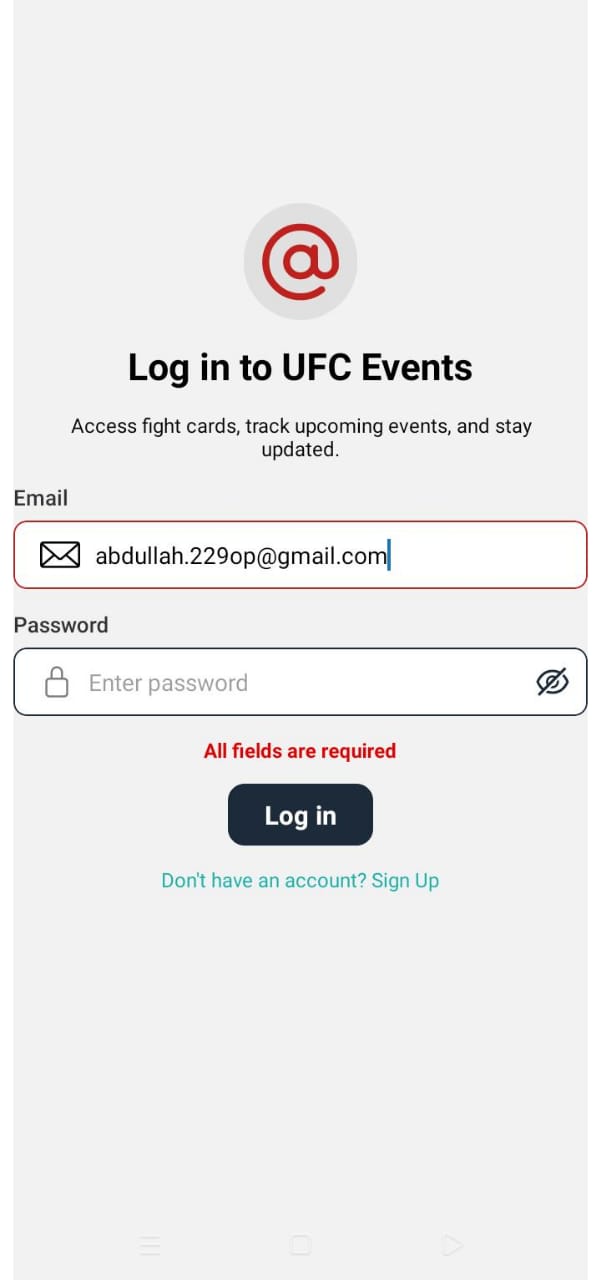 @
Log in to UFC Events
Access fight cards, track upcoming events, and stay
updated.
Email
abdullah.229op@gmail.com
Password
Enter password
All fields are required
Log in
Don't have an account? Sign Up